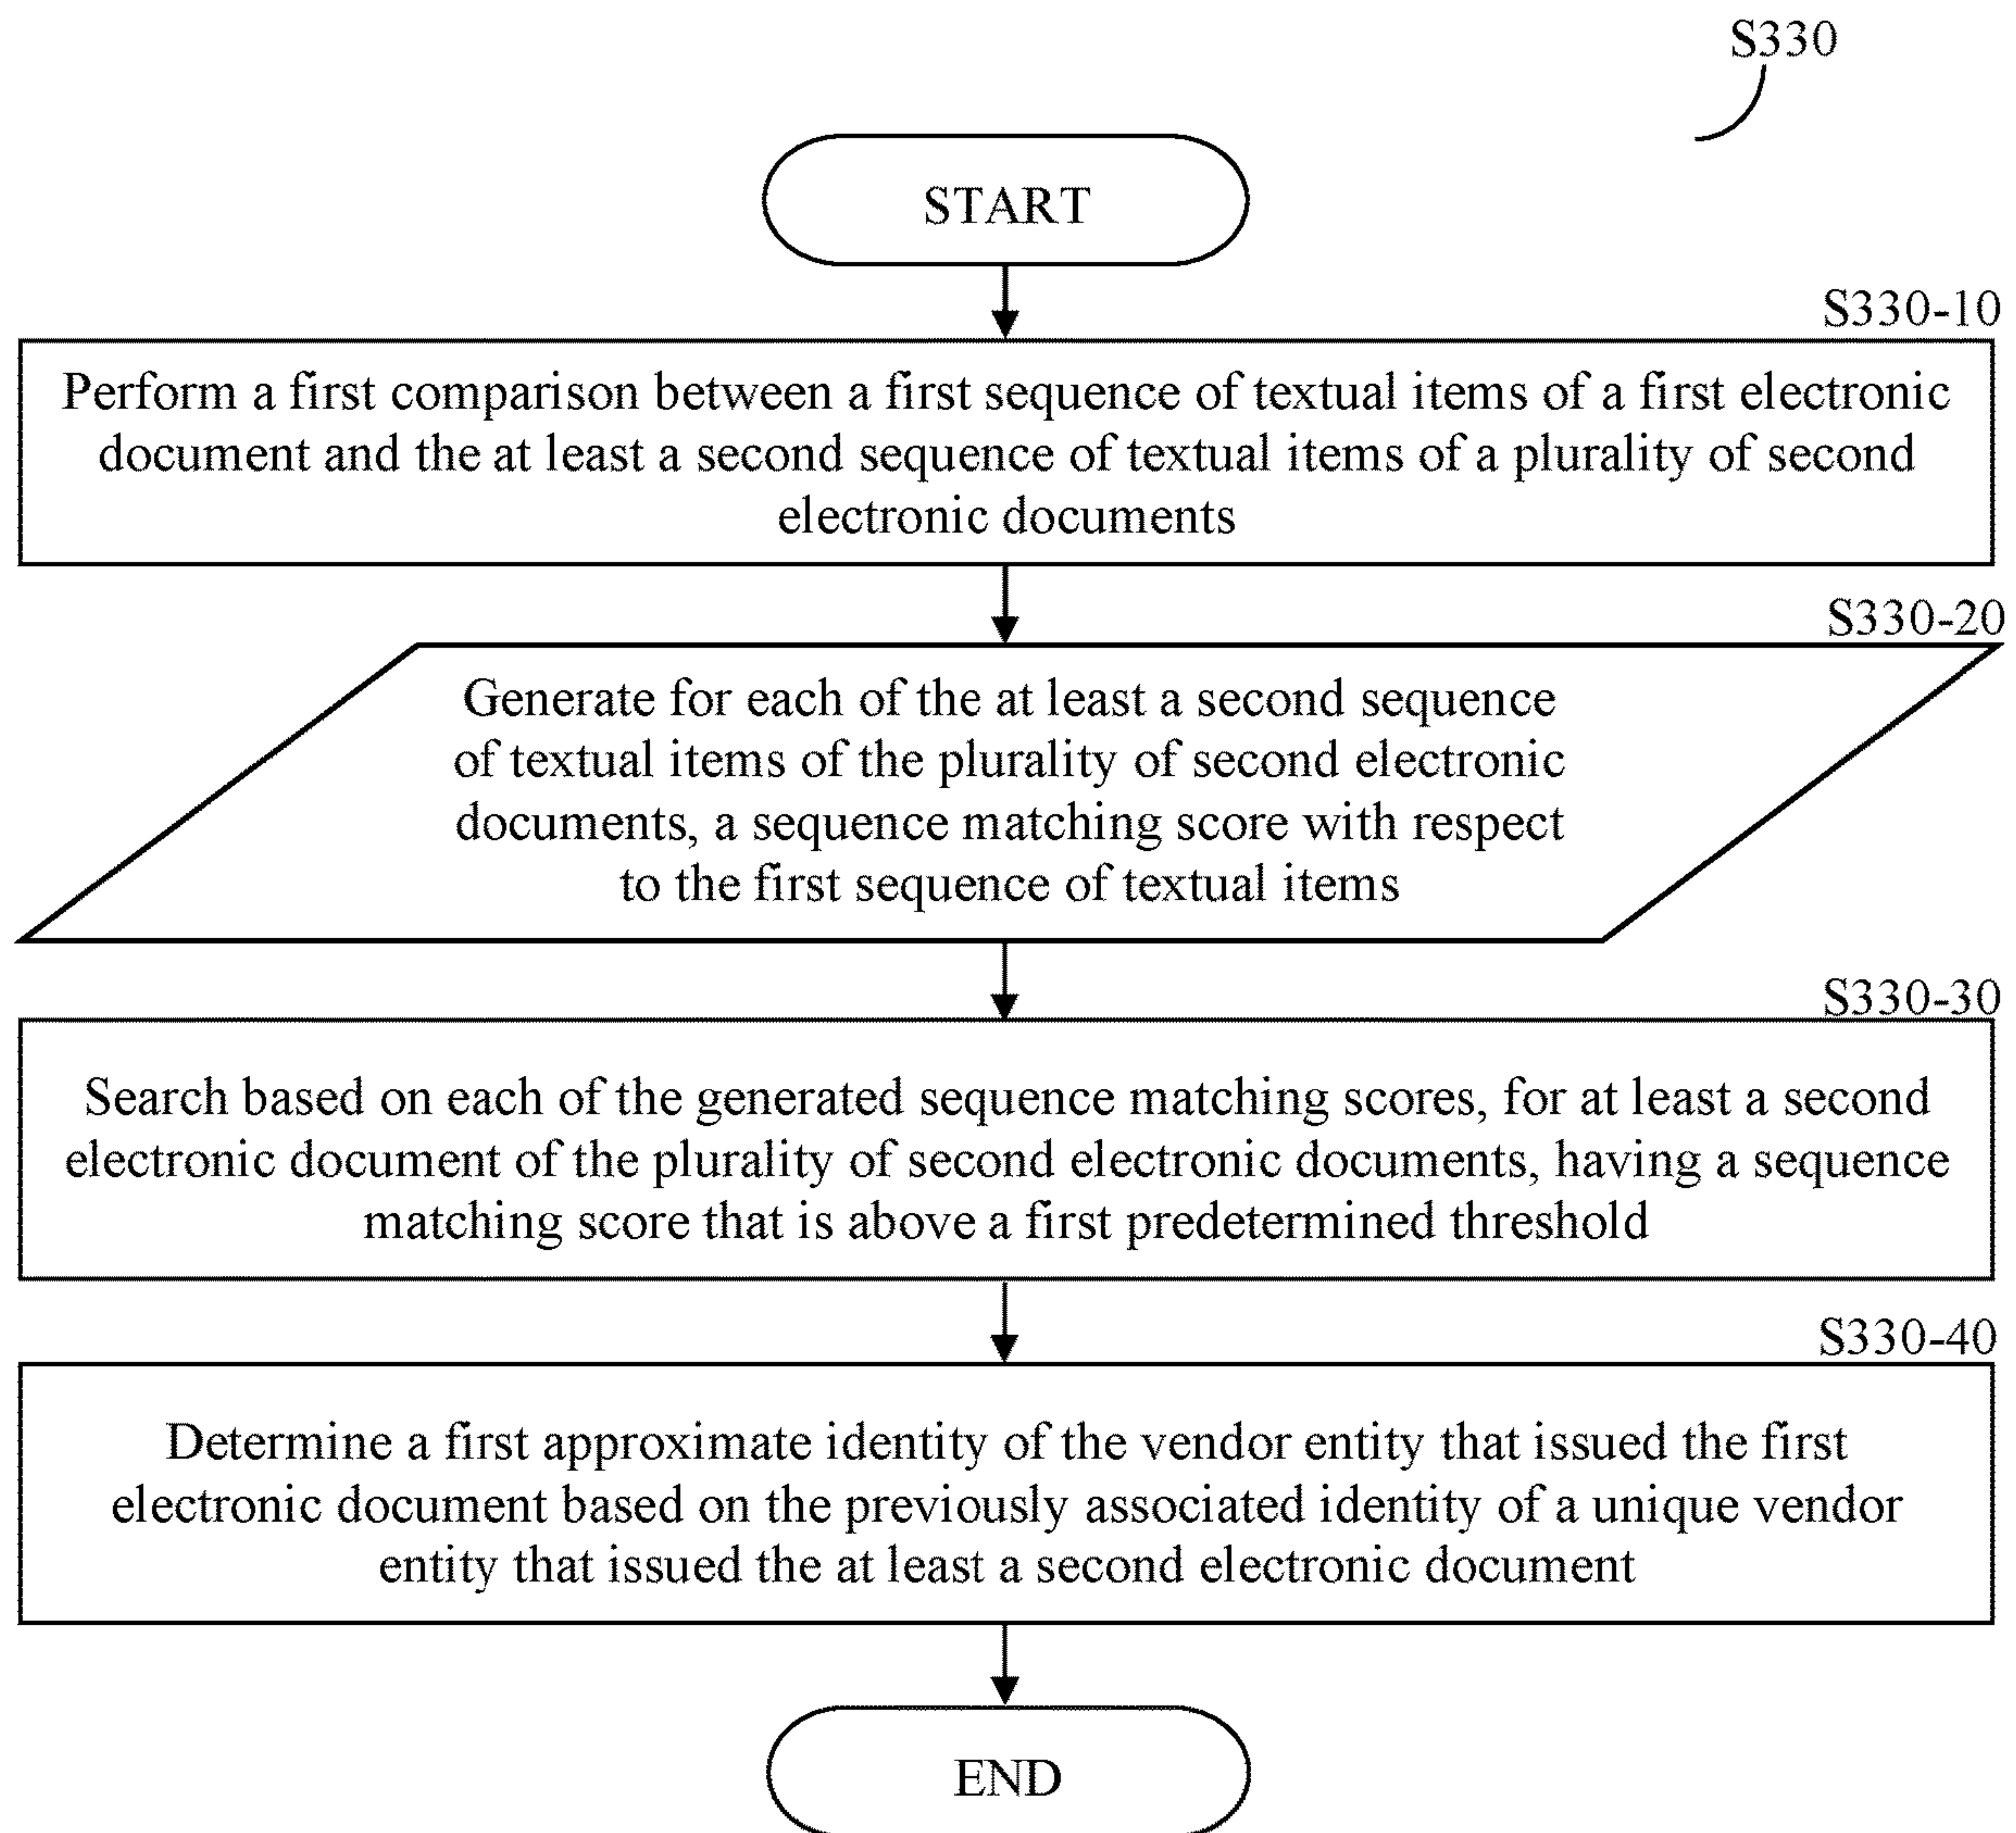 S330
START
S330-10
Perform a first comparison between a first sequence of textual items of a first electronic
document and the at least a second sequence of textual items of a plurality of second
electronic documents
S330-20
Generate for each of the at least a second sequence
of textual items of the plurality of second electronic
documents, a sequence matching score with respect
to the first sequence of textual items
S330-30
Search based on each of the generated sequence matching scores, for at least a second
electronic document of the plurality of second electronic documents, having a sequence
matching score that is above a first predetermined threshold
S330-40
Determine a first approximate identity of the vendor entity that issued the first
electronic document based on the previously associated identity of a unique vendor
entity that issued the at least a second electronic document
END